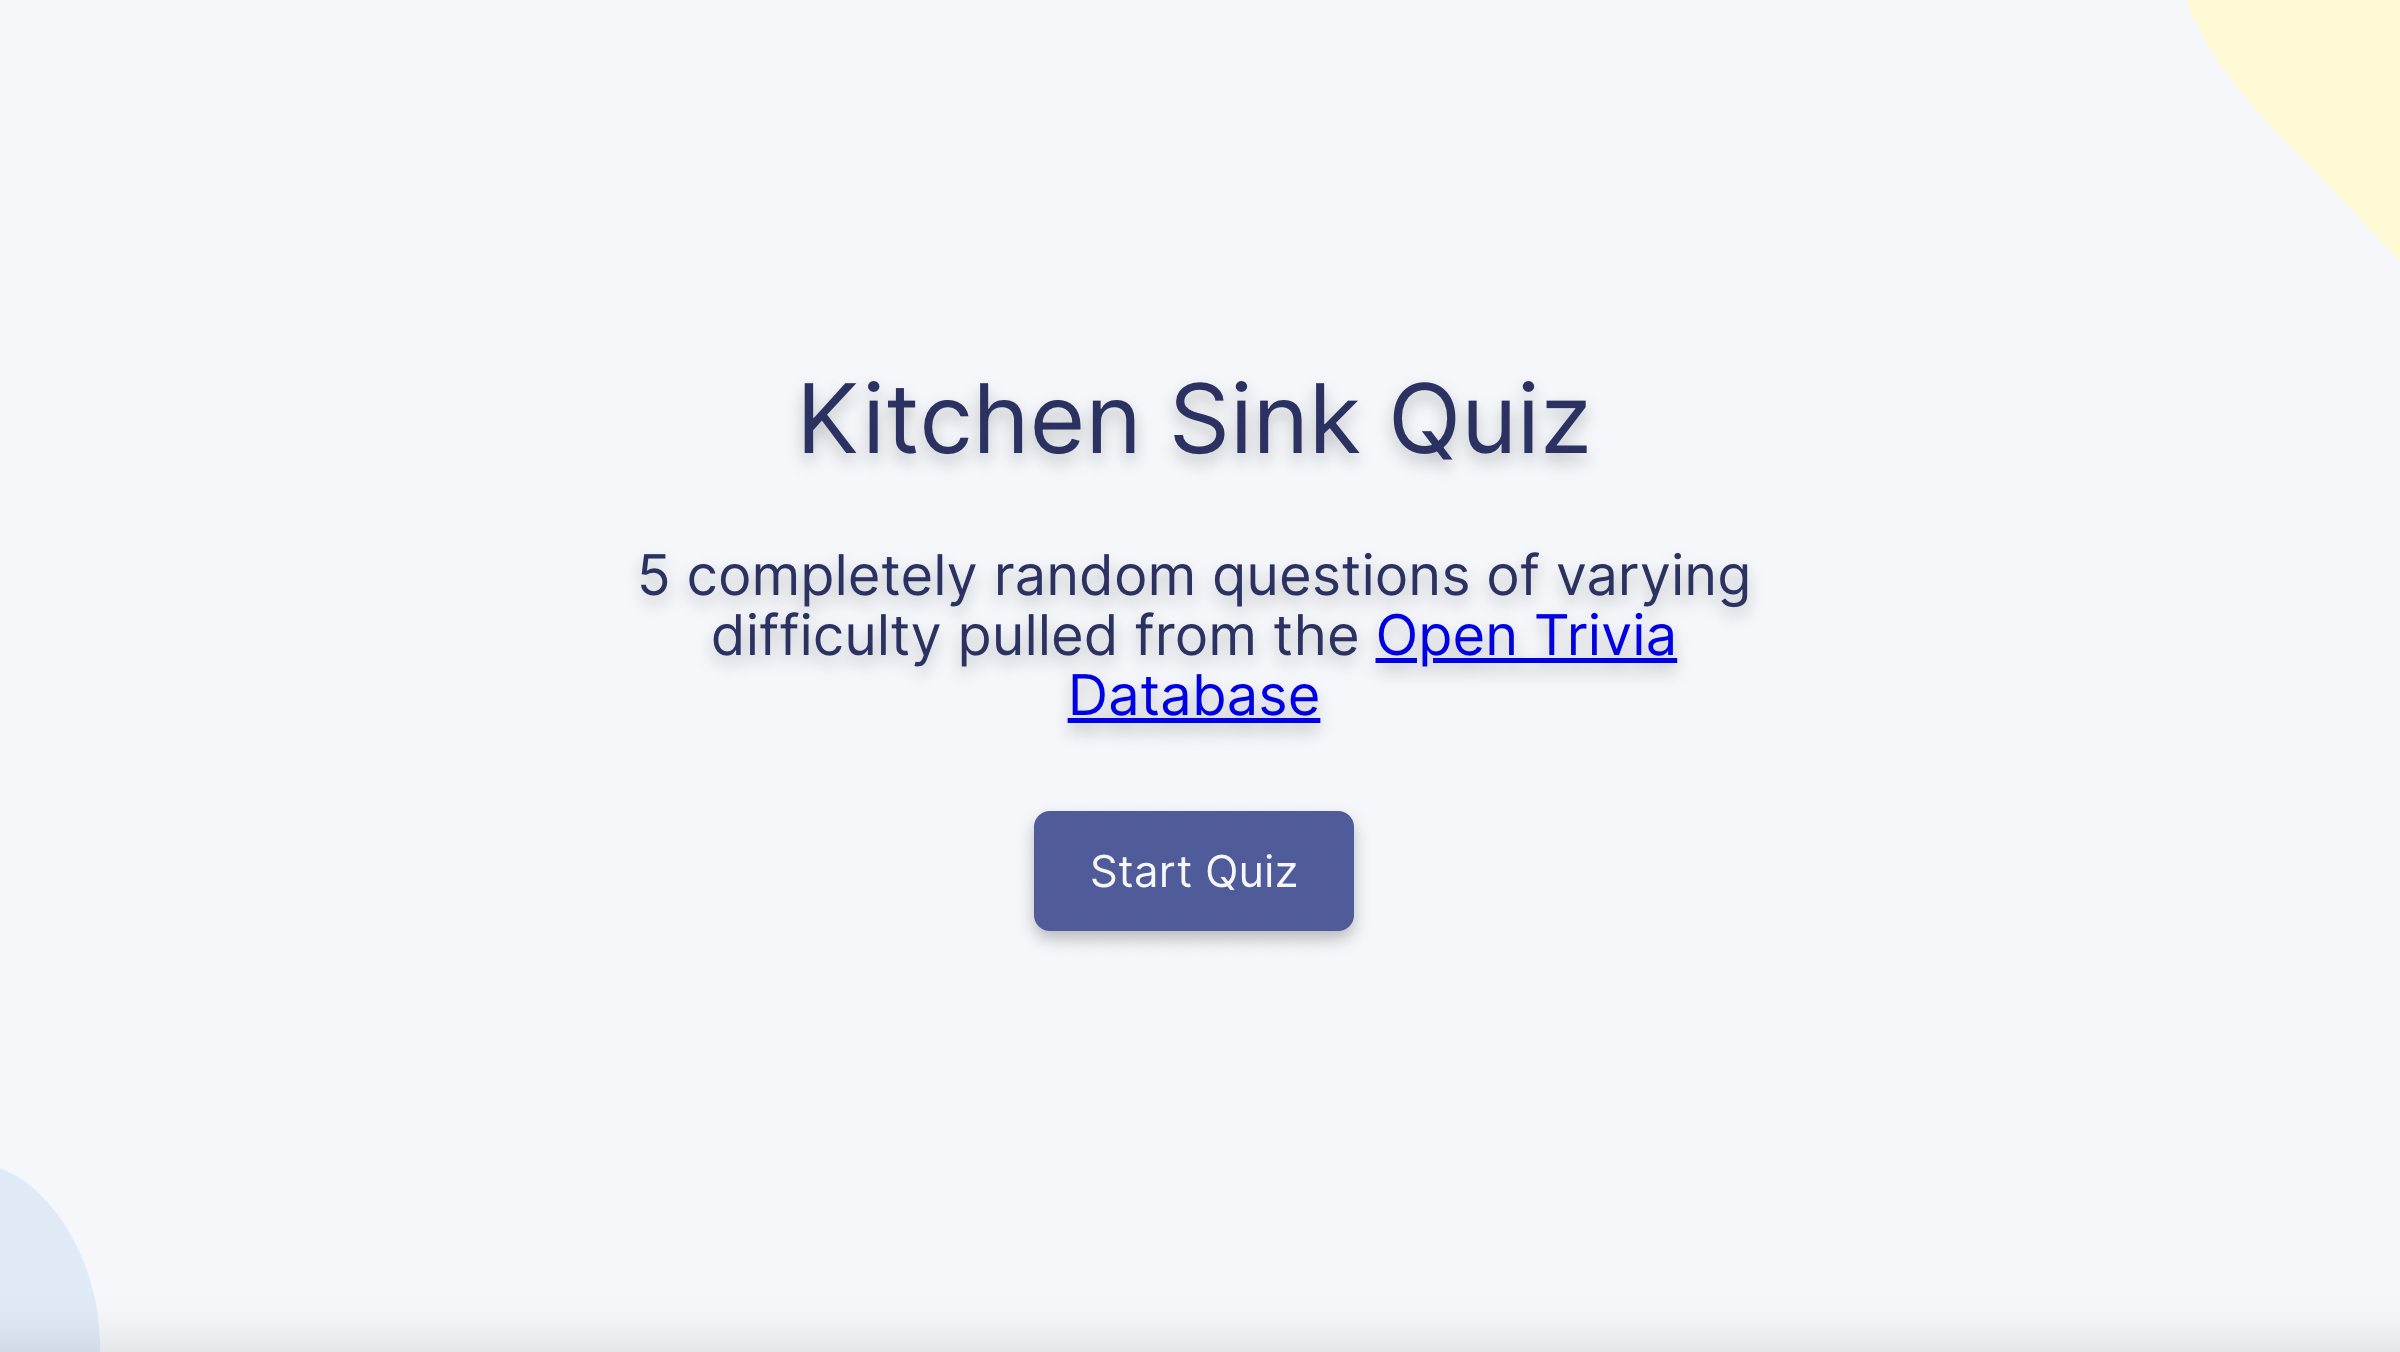 Kitchen Sink Quiz
5 completely random questions of varying
difficulty pulled from the Open Trivia
Database
Start Quiz